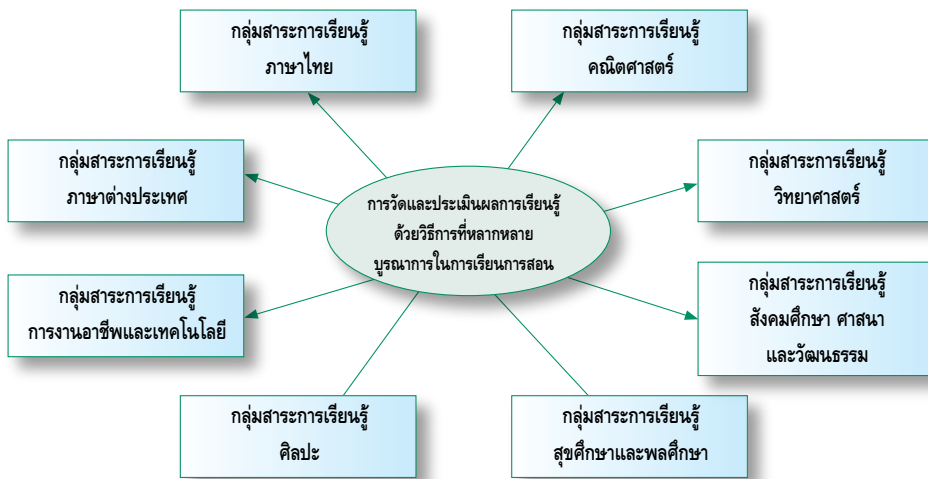 กลุ่มสาระการเรียนรู้
ภาษาไทย
กลุ่มสาระการเรียนรู้
คณิตศาสตร์
กลุ่มสาระการเรียนรู้
ภาษาต่างประเทศ
กลุ่มสาระการเรียนรู้
วิทยาศาสตร์
การวัดและประเมินผลการเรียนรู้
ด้วยวิธีการที่หลากหลาย
บูรณาการในการเรียนการสอน
กลุ่มสาระการเรียนรู้
การงานอาชีพและเทคโนโลยี
กลุ่มสาระการเรียนรู้
สังคมศึกษา ศาสนา
และวัฒนธรรม
กลุ่มสาระการเรียนรู้
ศิลปะ
กลุ่มสาระการเรียนรู้
สุขศึกษาและพลศึกษา